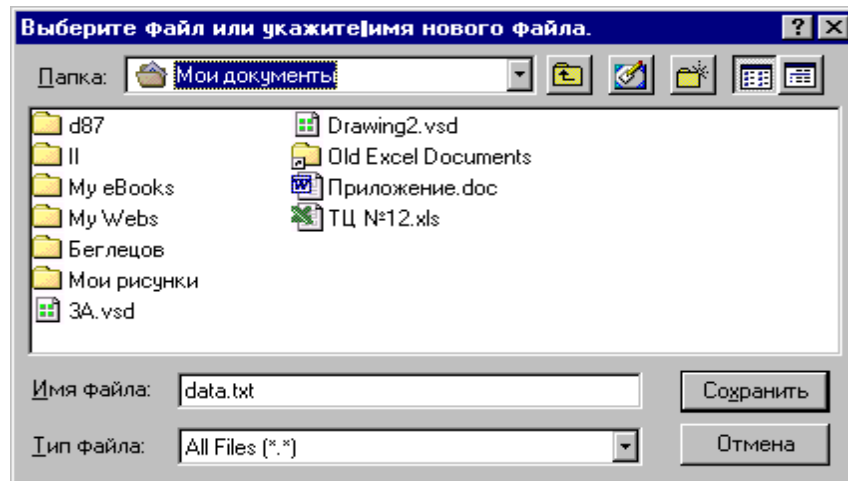 Выберите файл или укажите имя нового файла.
Папка: Мои документы
d87
II
My eBooks
My Webs
Беглецов
Мои рисунки
3A.vsd
Drawing2.vsd
Old Excel Documents
Приложение.doc
ТЦ №12.xls
Имя файла: data.txt Сохранить
Тип файла: All Files (*.*) Отмена